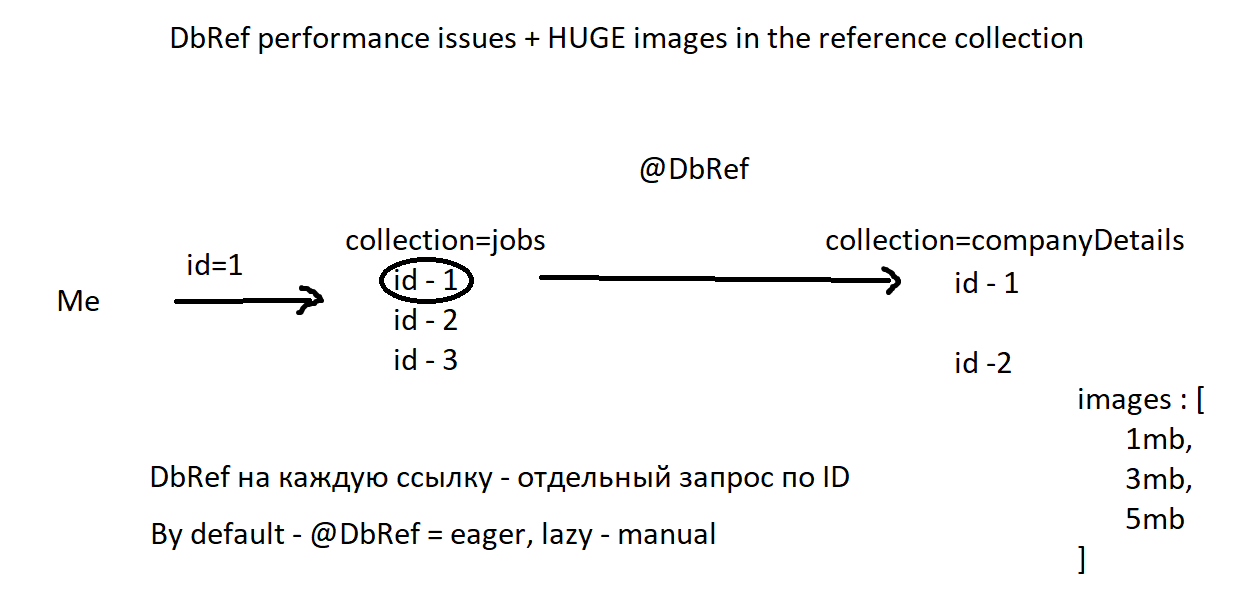 DbRef performance issues + HUGE images in the reference collection
@DbRef
collection=jobs
collection=companyDetails
id=1
Me
id - 1
id - 2
id - 3
id - 1
id -2
images : [
1mb,
3mb,
5mb
]
DbRef на каждую ссылку - отдельный запрос по ID
By default - @DbRef = eager, lazy - manual